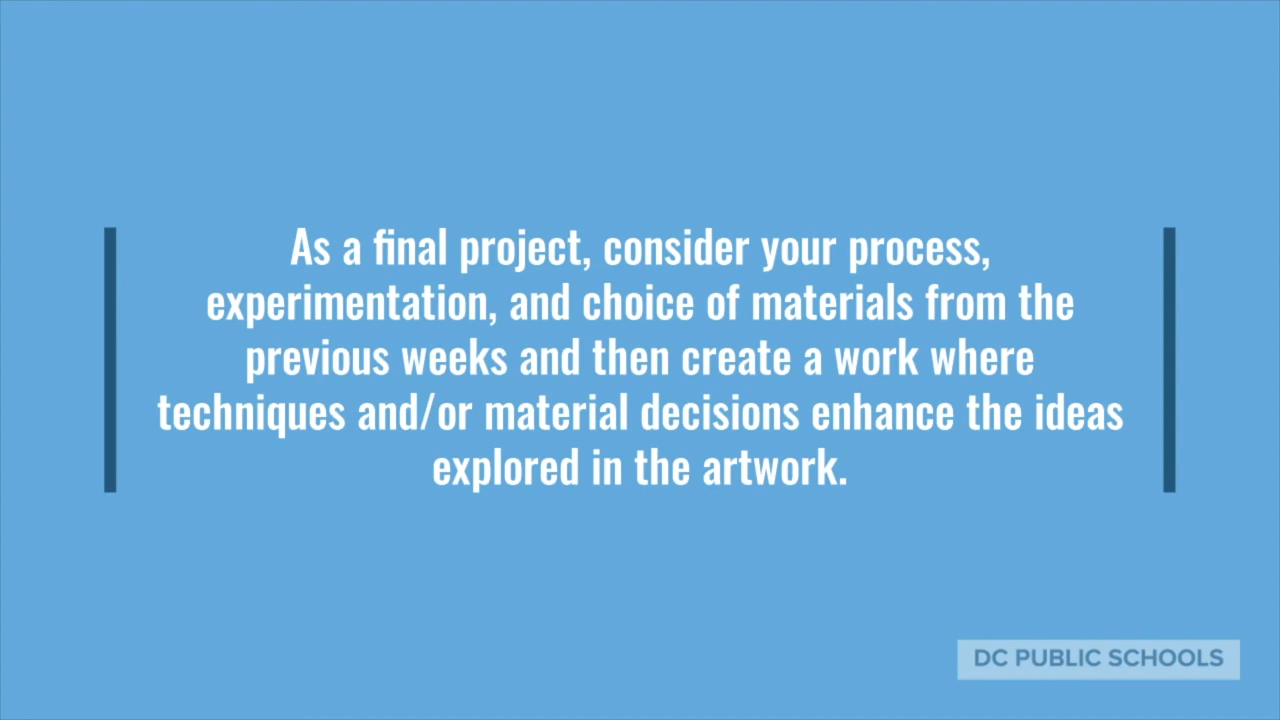 As a final project, consider your process,
experimentation, and choice of materials from the
previous weeks and then create a work where
techniques and/or material decisions enhance the ideas
explored in the artwork.
DC PUBLIC SCHOOLS